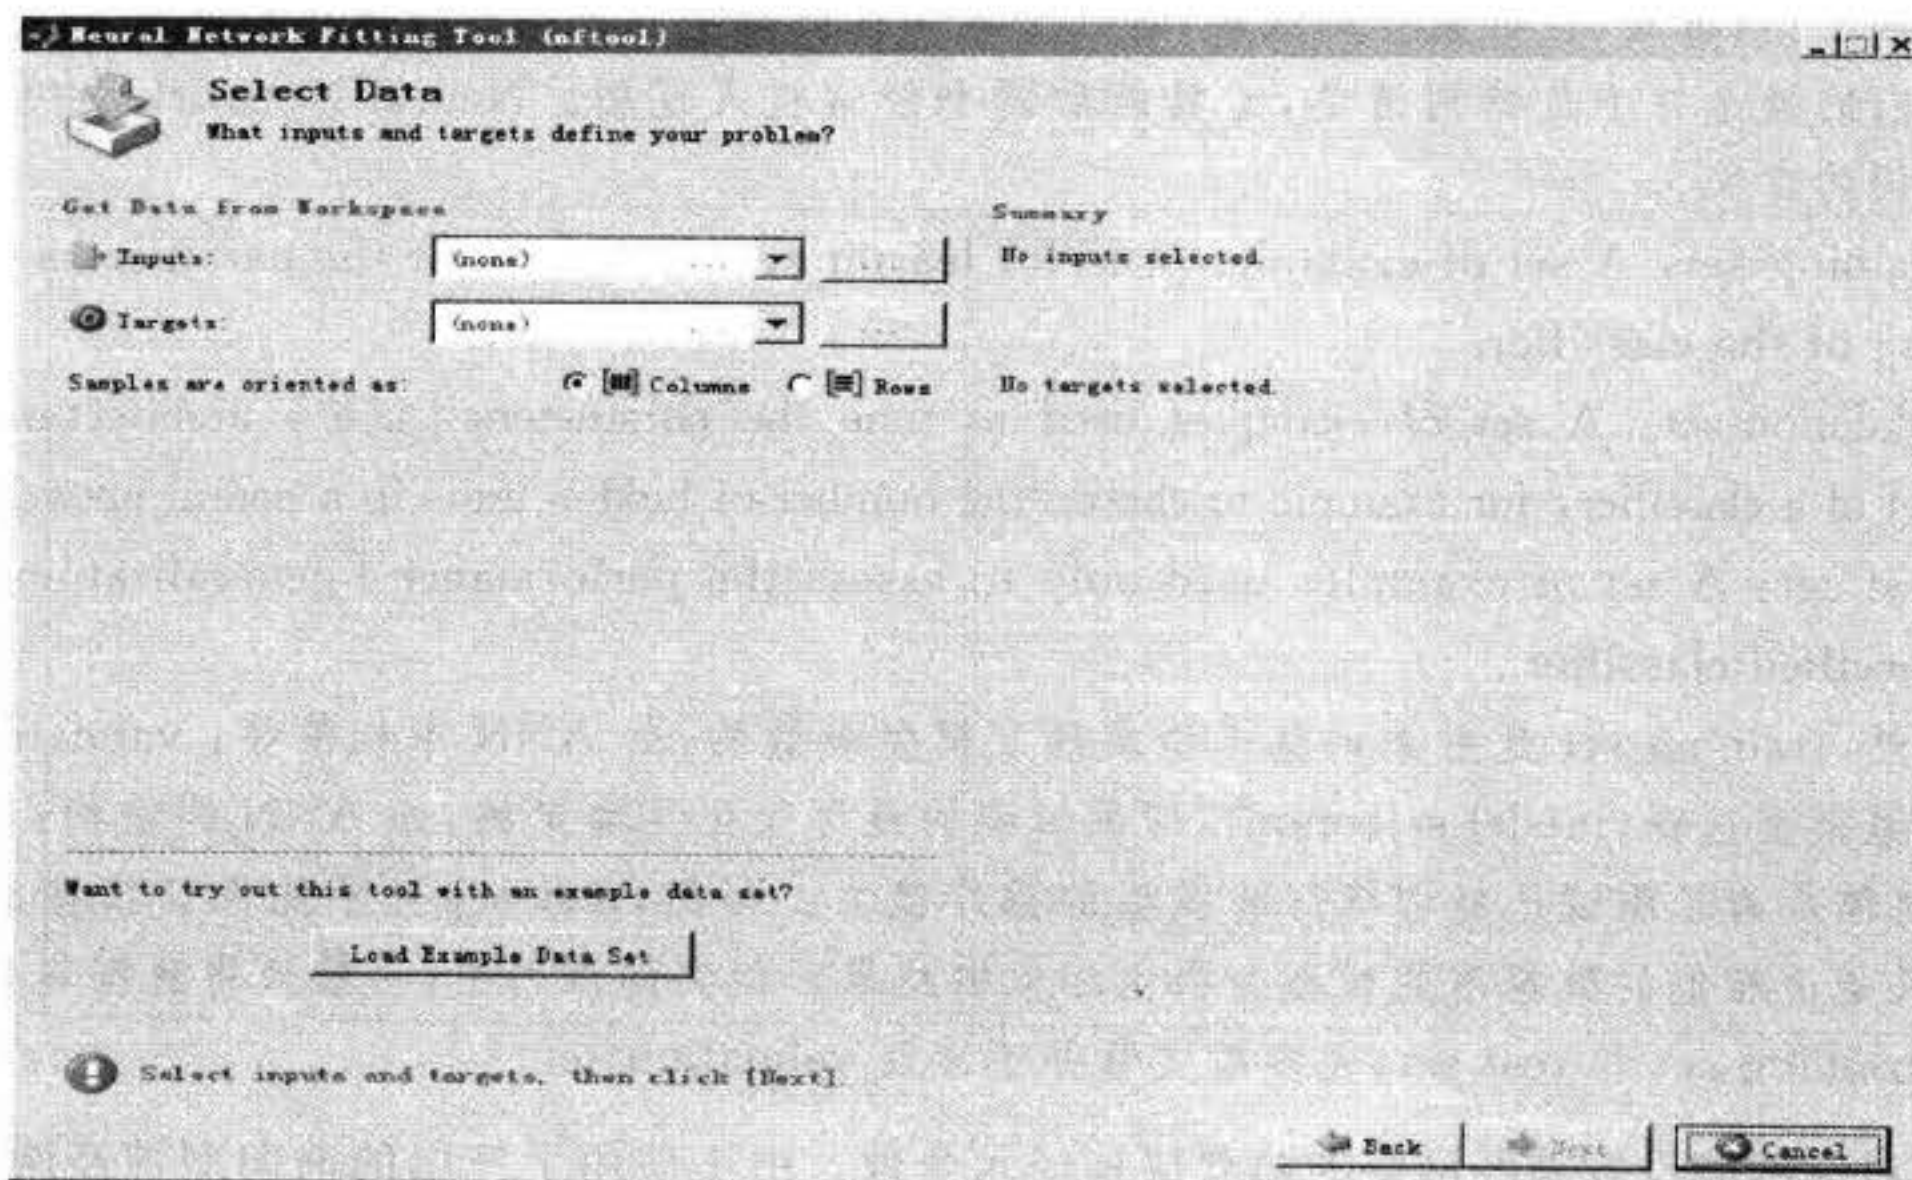 Neural Network Fitting Tool (nftool)
Select Data
What inputs and targets define your problem?
Get Data from Workspace
Inputs: (none) ...
Targets: (none) ...
Samples are oriented as: Columns Rows
Summary
No inputs selected.
No targets selected.
Want to try out this tool with an example data set?
Load Example Data Set
Select inputs and targets, then click [Next].
Back Next Cancel